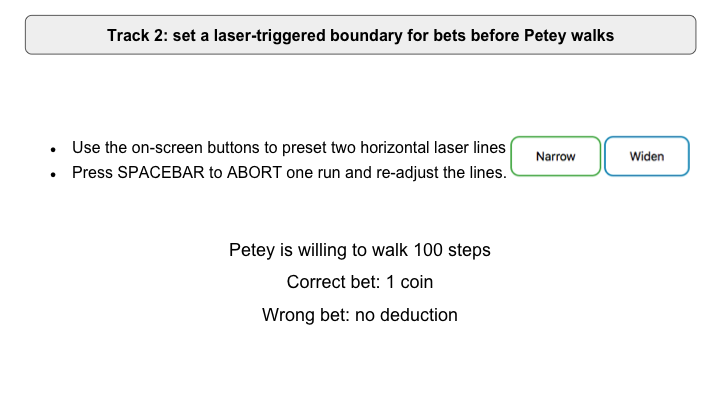 Track 2: set a laser-triggered boundary for bets before Petey walks
• Use the on-screen buttons to preset two horizontal laser lines
• Press SPACEBAR to ABORT one run and re-adjust the lines.
Narrow
Widen
Petey is willing to walk 100 steps
Correct bet: 1 coin
Wrong bet: no deduction